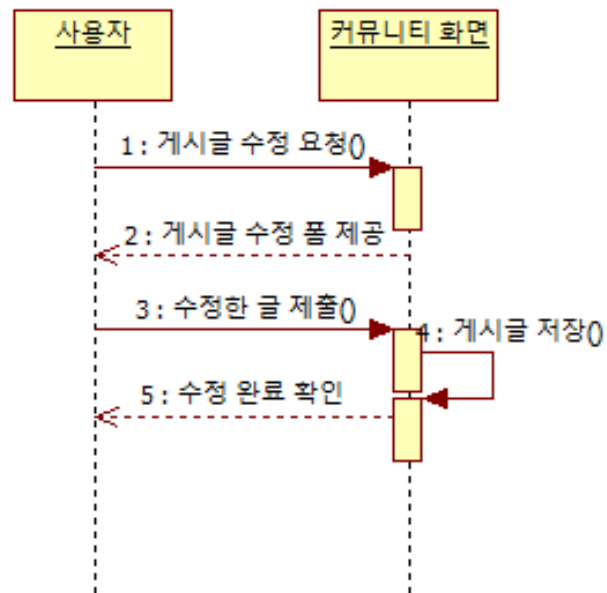 사용자
커뮤니티 화면
1 : 게시글 수정 요청()
2 : 게시글 수정 폼 제공
3 : 수정한 글 제출()
4 : 게시글 저장()
5 : 수정 완료 확인